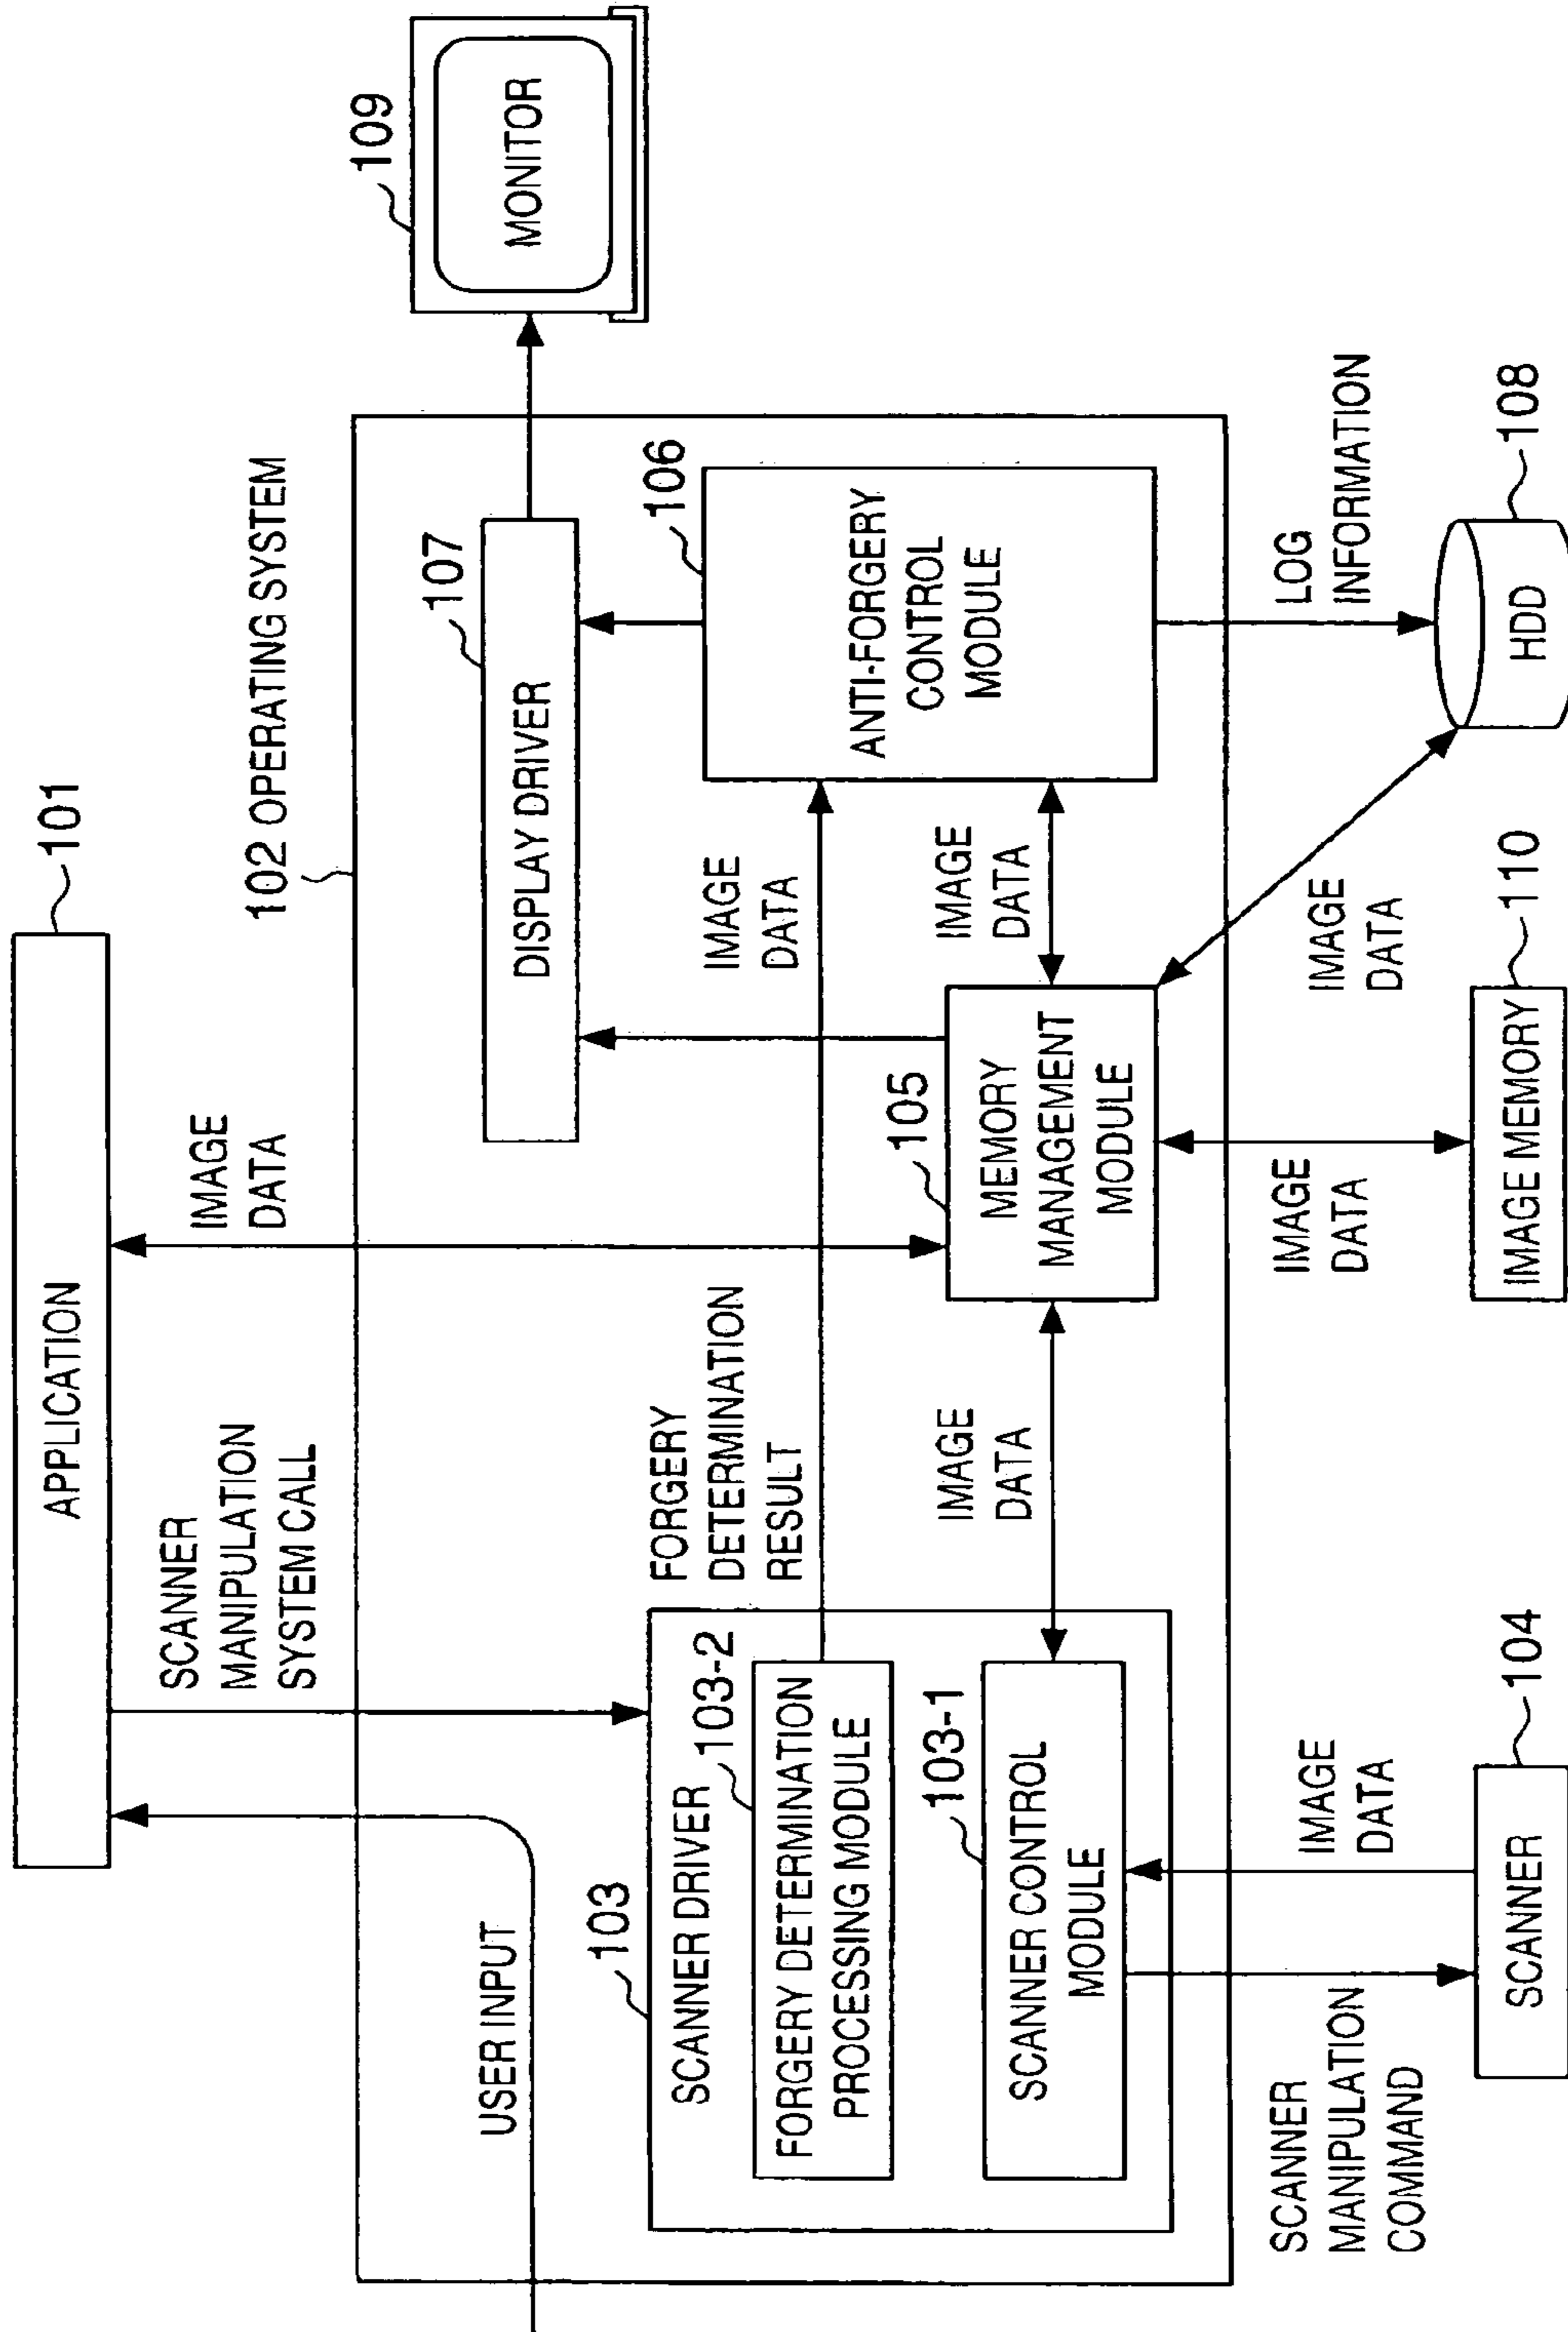 APPLICATION
101
USER INPUT
SCANNER
MANIPULATION
SYSTEM CALL
IMAGE
DATA
102 OPERATING SYSTEM
109
MONITOR
103
SCANNER DRIVER
103-2
FORGERY DETERMINATION
PROCESSING MODULE
FORGERY
DETERMINATION
RESULT
DISPLAY DRIVER
107
IMAGE
DATA
106
ANTI-FORGERY
CONTROL
MODULE
103-1
SCANNER CONTROL
MODULE
IMAGE
DATA
105
MEMORY
MANAGEMENT
MODULE
IMAGE
DATA
SCANNER
MANIPULATION
COMMAND
IMAGE
DATA
IMAGE
DATA
IMAGE
DATA
LOG
INFORMATION
SCANNER
104
IMAGE MEMORY
110
HDD
108